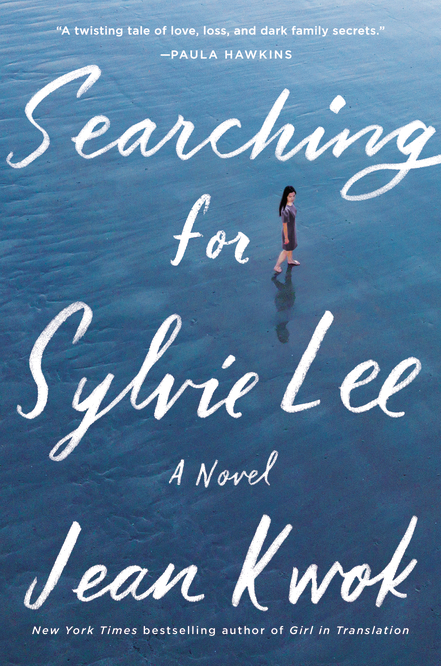 “A twisting tale of love, loss, and dark family secrets.”
—PAULA HAWKINS
Searching
for
Sylvie Lee
A Novel
Jean Kwok
New York Times bestselling author of Girl in Translation